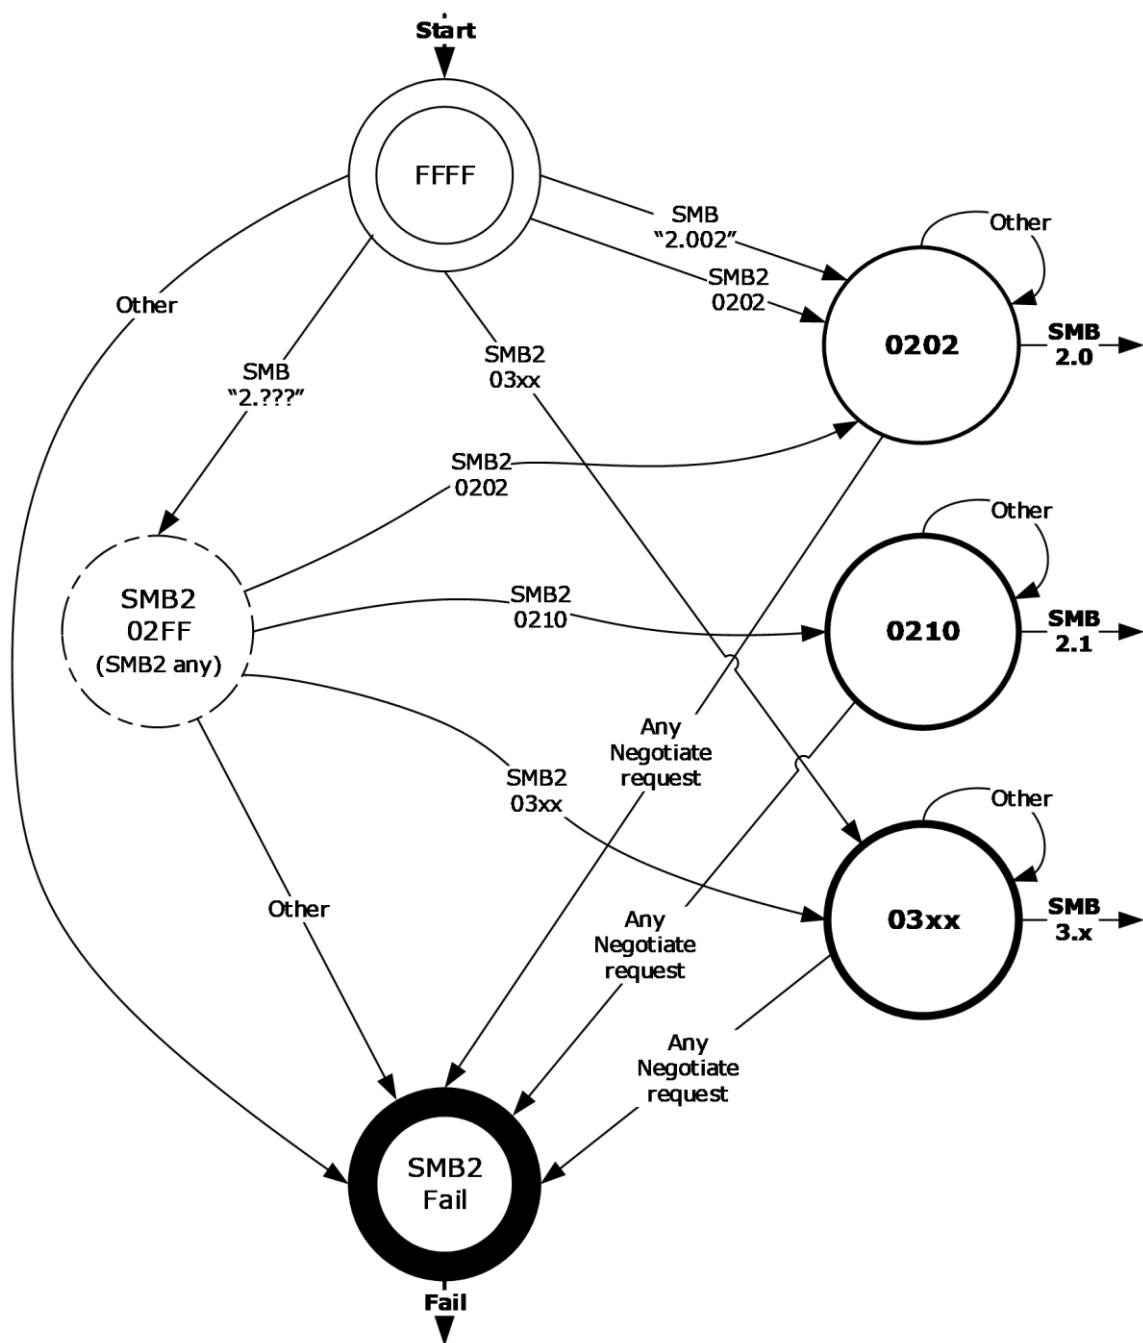 Start
FFFF
SMB
“2.002”
Other
SMB2
0202
Other
SMB2
03xx
0202
SMB
2.0
SMB
“2.???”
SMB2
0202
Other
SMB2
02FF
(SMB2 any)
SMB2
0210
0210
SMB
2.1
Any
Negotiate
request
SMB2
03xx
Other
Other
Any
Negotiate
request
03xx
SMB
3.x
Any
Negotiate
request
SMB2
Fail
Fail